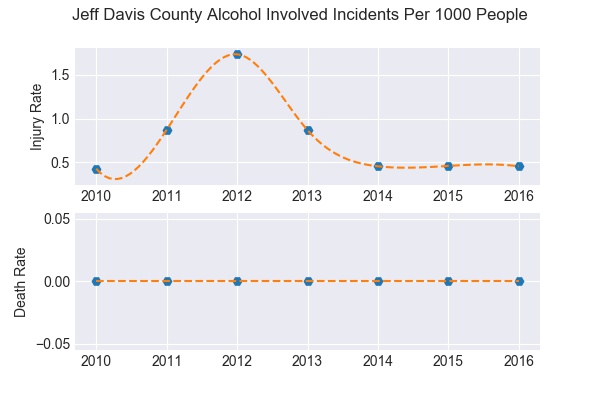 Jeff Davis County Alcohol Involved Incidents Per 1000 People
Injury Rate
1.5
1.0
0.5
2010 2011 2012 2013 2014 2015 2016
Death Rate
0.05
0.00
−0.05
2010 2011 2012 2013 2014 2015 2016